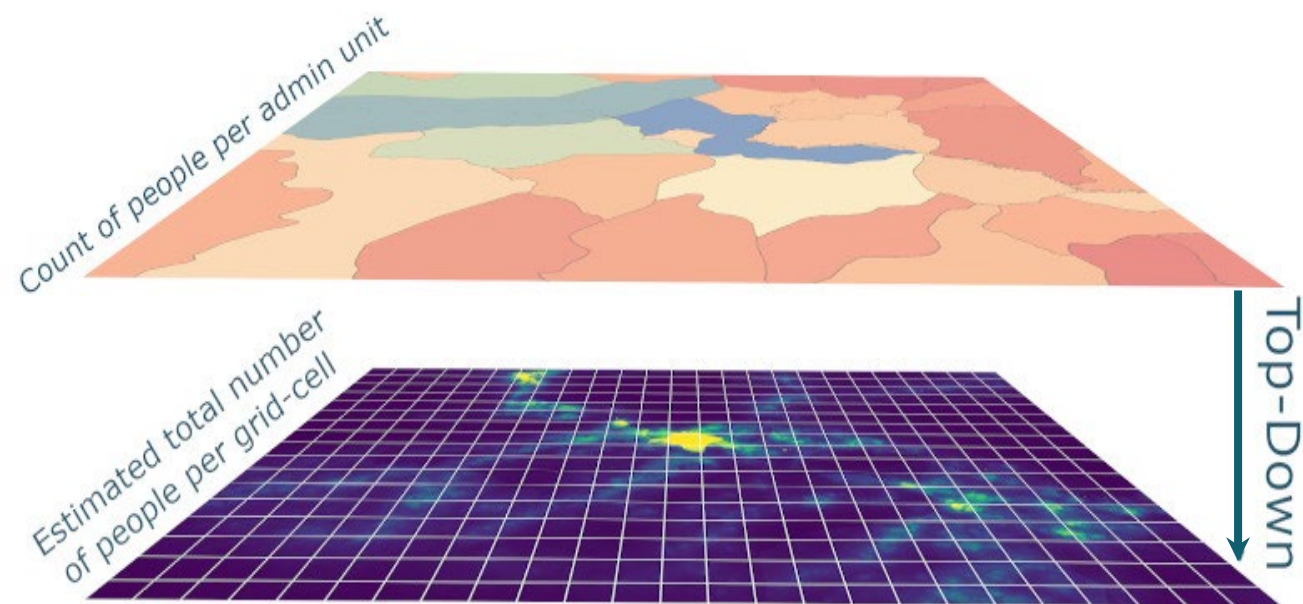 Count of people per admin unit
Estimated total number
of people per grid-cell
Top-Down